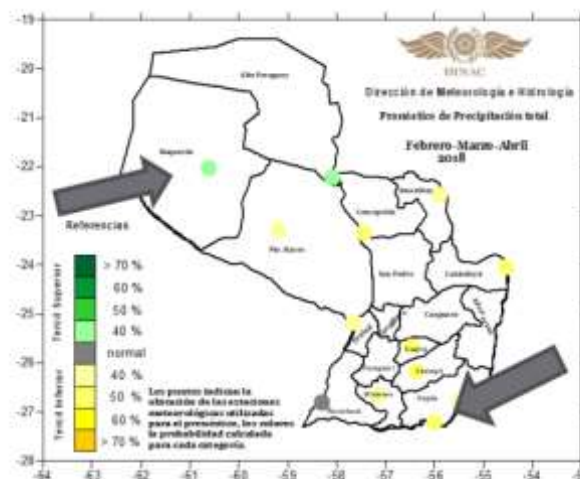 DINAC
Dirección de Meteorología e Hidrología
Pronóstico de Precipitación total
Febrero-Marzo-Abril
2018
Alto Paraguay
Boquerón
Concepción
Amambay
Pte. Hayes
San Pedro
Canindeyú
Caaguazú
Itapúa
Referencias
Tercil Superior
> 70 %
60 %
50 %
40 %
normal
Tercil Inferior
40 %
50 %
60 %
> 70 %
Los puntos indican la
ubicación de las estaciones
meteorológicas utilizadas
para el pronóstico, los valores
la probabilidad calculada
para cada categoría.
-19
-21
-22
-23
-24
-25
-26
-27
-28
-63
-62
-61
-60
-59
-58
-57
-56
-55
-54
-53